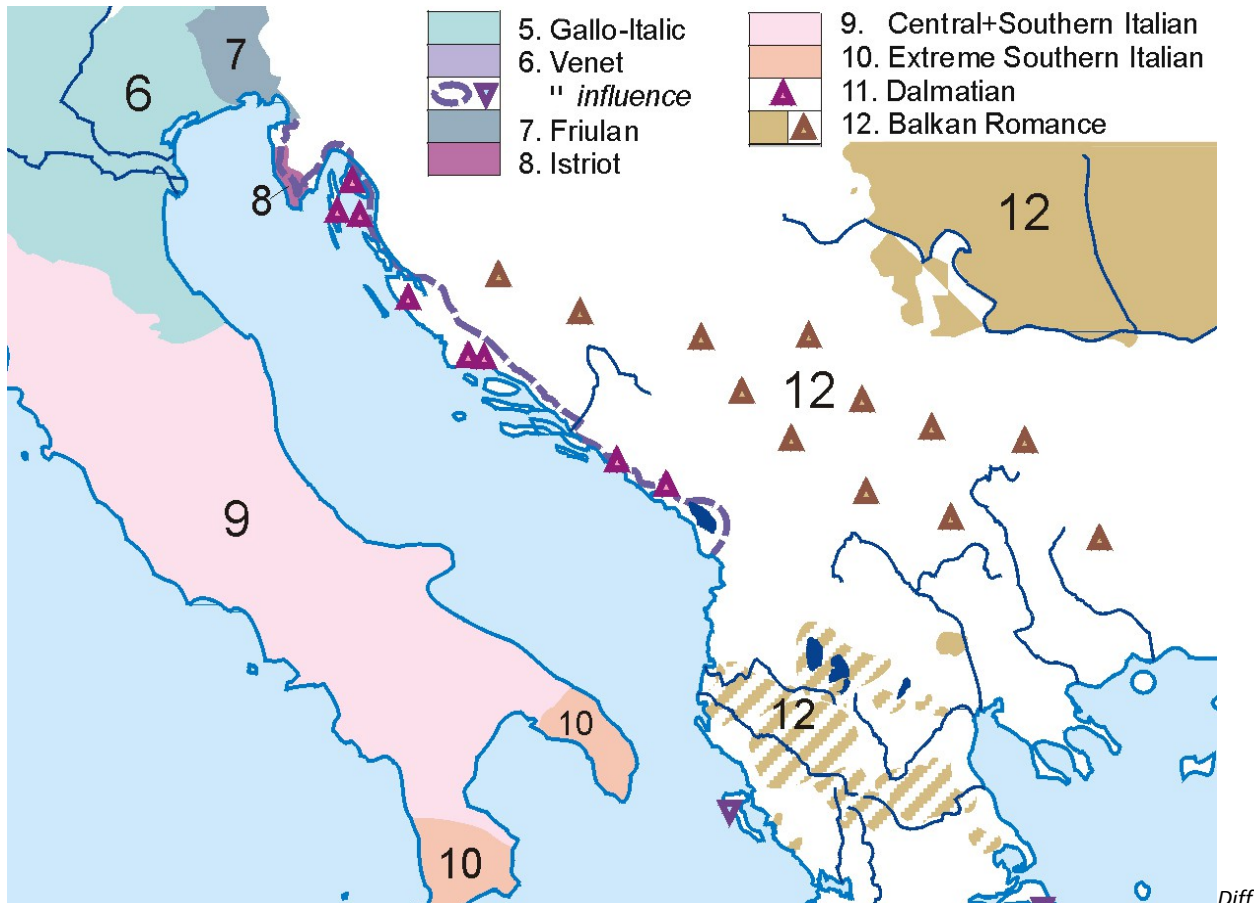 5. Gallo-Italic
6. Venet
" influence
7. Friulan
8. Istriot
9. Central+Southern Italian
10. Extreme Southern Italian
11. Dalmatian
12. Balkan Romance
7
6
8
12
12
9
12
10
10
Diff